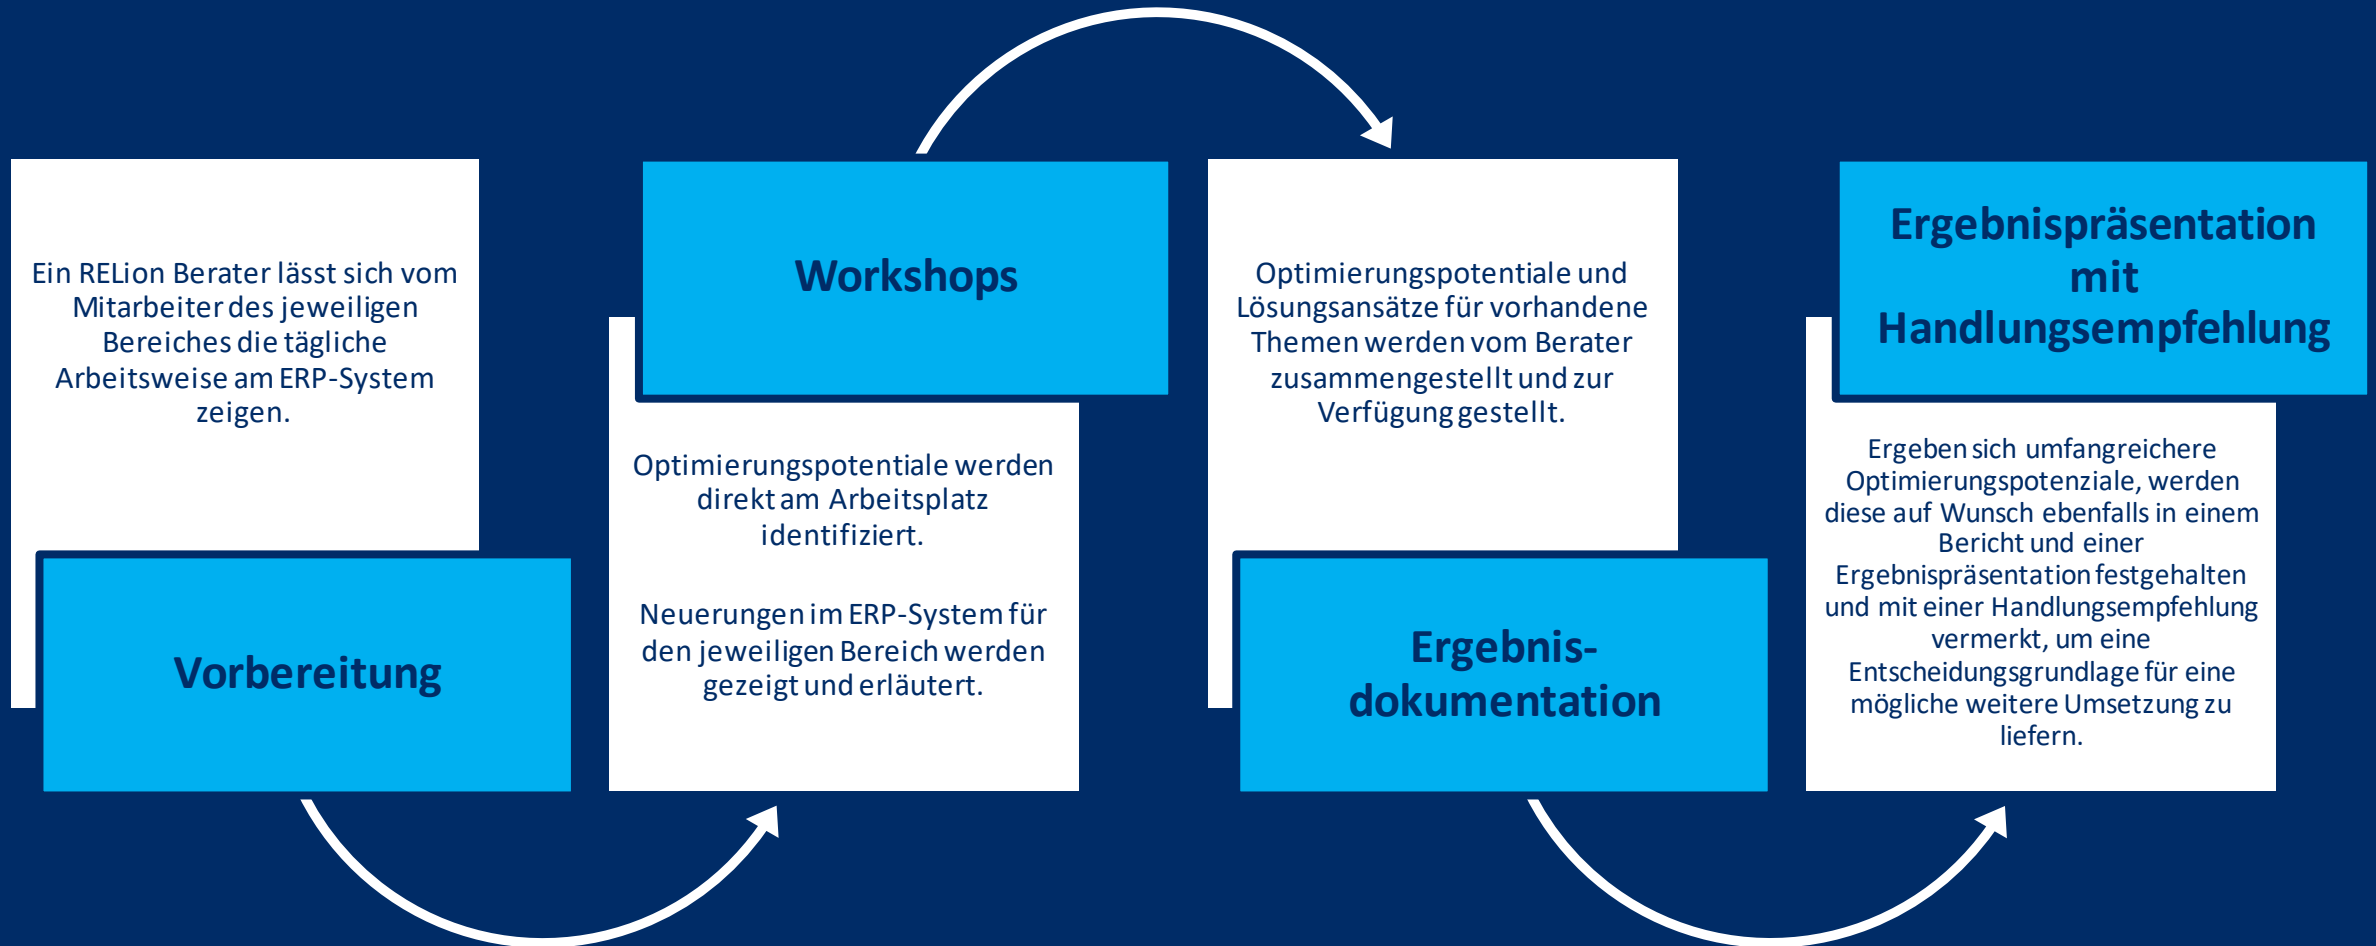 Ein RELion Berater lässt sich vom
Mitarbeiter des jeweiligen
Bereiches die tägliche
Arbeitsweise am ERP-System
zeigen.
Vorbereitung
Workshops
Optimierungspotentiale werden
direkt am Arbeitsplatz
identifiziert.
Neuerungen im ERP-System für
den jeweiligen Bereich werden
gezeigt und erläutert.
Optimierungspotentiale und
Lösungsansätze für vorhandene
Themen werden vom Berater
zusammengestellt und zur
Verfügung gestellt.
Ergebnis-
dokumentation
Ergebnispräsentation
mit
Handlungsempfehlung
Ergeben sich umfangreichere
Optimierungspotenziale, werden
diese auf Wunsch ebenfalls in einem
Bericht und einer
Ergebnispräsentation festgehalten
und mit einer Handlungsempfehlung
vermerkt, um eine
Entscheidungsgrundlage für eine
mögliche weitere Umsetzung zu
liefern.